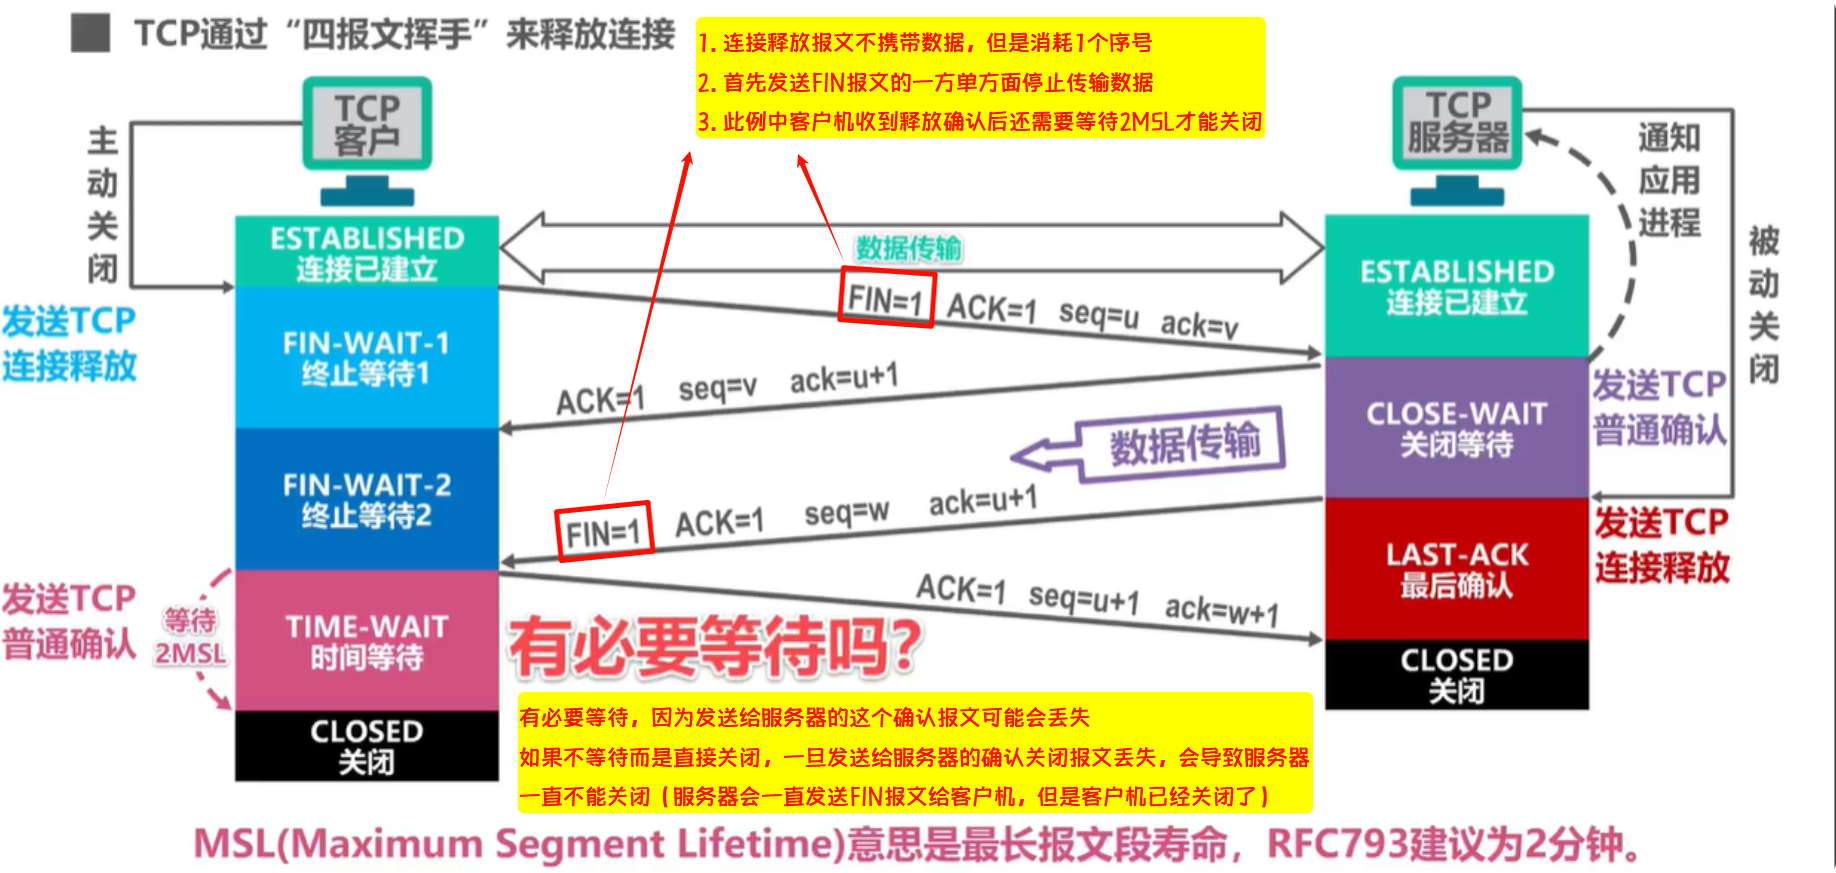 TCP通过“四报文挥手”来释放连接
1. 连接释放报文不携带数据，但是消耗1个序号
2. 首先发送FIN报文的一方单方面停止传输数据
3. 此例中客户机收到释放确认后还需要等待2MSL才能关闭
TCP
客户
TCP
服务器
主动关闭
通知
应用
进程
被动关闭
ESTABLISHED
连接已建立
数据传输
ESTABLISHED
连接已建立
FIN=1 ACK=1 seq=u ack=v
发送TCP
连接释放
FIN-WAIT-1
终止等待1
ACK=1 seq=v ack=u+1
CLOSE-WAIT
关闭等待
发送TCP
普通确认
数据传输
FIN-WAIT-2
终止等待2
FIN=1 ACK=1 seq=w ack=u+1
发送TCP
连接释放
LAST-ACK
最后确认
ACK=1 seq=u+1 ack=w+1
发送TCP
普通确认
等待
2MSL
TIME-WAIT
时间等待
有必要等待吗？
CLOSED
关闭
CLOSED
关闭
有必要等待，因为发送给服务器的这个确认报文可能会丢失
如果不等待而是直接关闭，一旦发送给服务器的确认关闭报文丢失，会导致服务器
一直不能关闭（服务器会一直发送FIN报文给客户机，但是客户机已经关闭了）
MSL(Maximum Segment Lifetime)意思是最长报文段寿命，RFC793建议为2分钟。